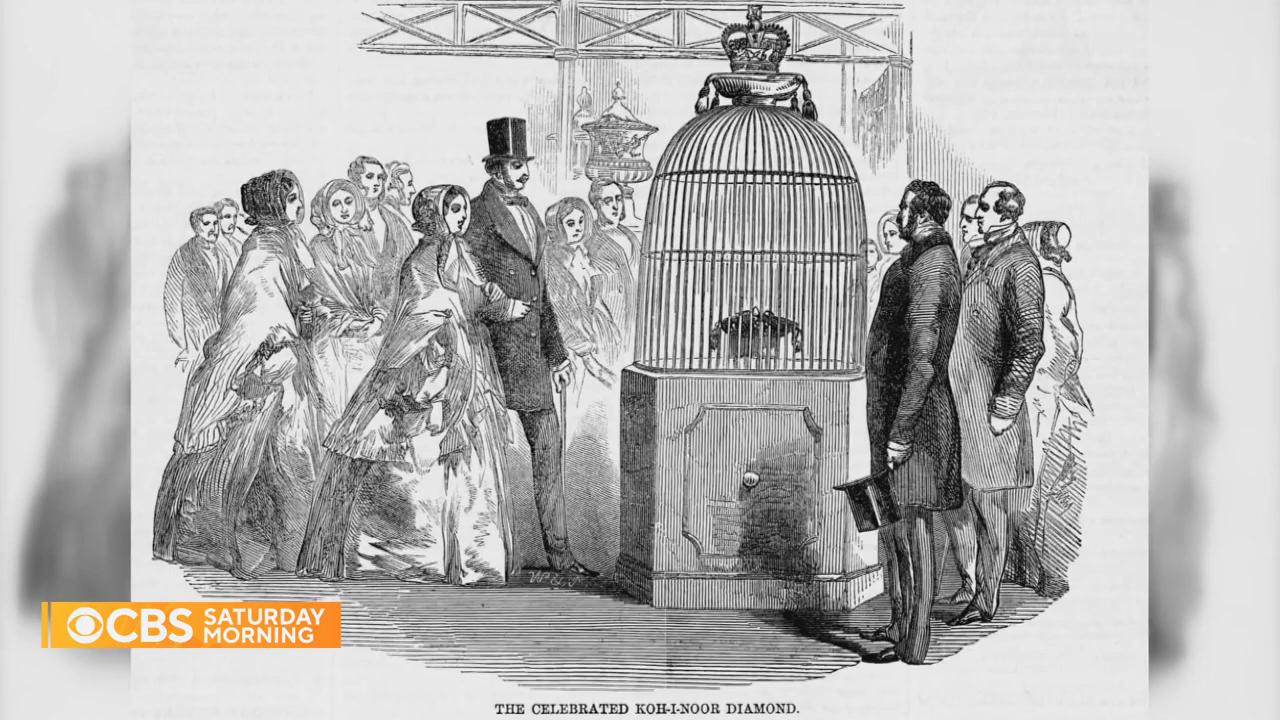 CBS SATURDAY
MORNING
THE CELEBRATED KOH-I-NOOR DIAMOND.